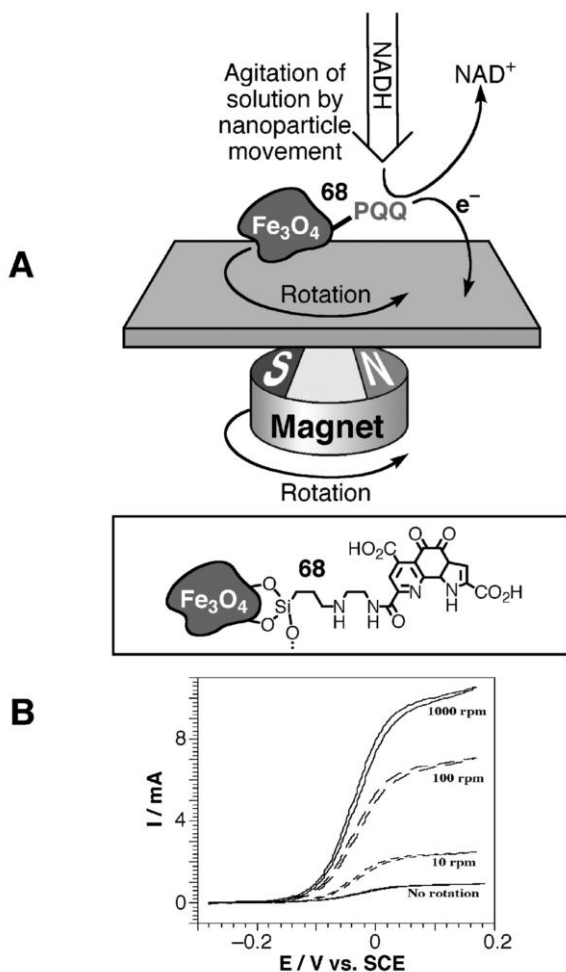 A
Agitation of
solution by
nanoparticle
movement
NADH
NAD⁺
68
PQQ
e⁻
Fe₃O₄
Rotation
S
N
Magnet
Rotation
68
Fe₃O₄
O
O
Si
O
N
H
NH
O
HO₂C
O
O
N
N
H
CO₂H
B
I / mA
8
4
0
1000 rpm
100 rpm
10 rpm
No rotation
−0.2
0
0.2
E / V vs. SCE